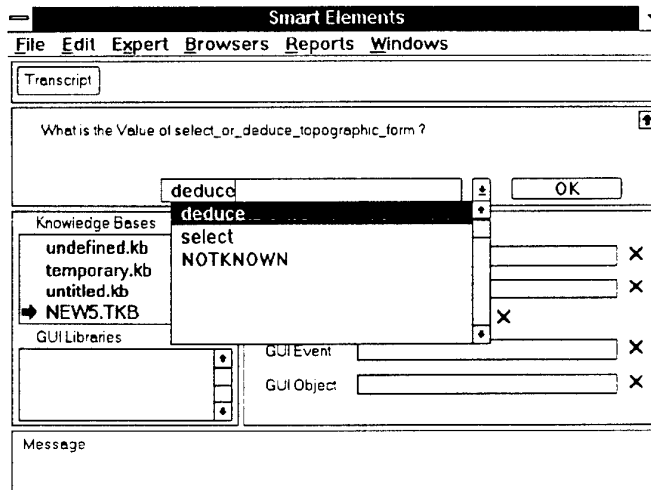 Smart Elements
File Edit Expert Browsers Reports Windows
Transcript
What is the Value of select_or_deduce_topographic_form ?
deduce
OK
deduce
select
NOTKNOWN
Knowledge Bases
undefined.kb
temporary.kb
untitled.kb
NEW5.TKB
GUI Libraries
GUI Event
GUI Object
Message